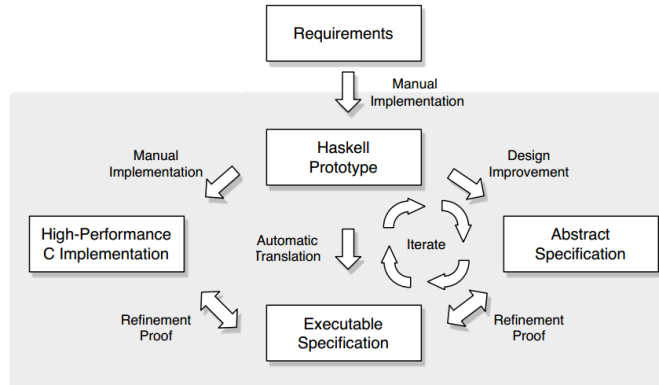 Requirements
Manual
Implementation
Haskell
Prototype
Manual
Implementation
Design
Improvement
High-Performance
C Implementation
Automatic
Translation
Iterate
Abstract
Specification
Refinement
Proof
Executable
Specification
Refinement
Proof